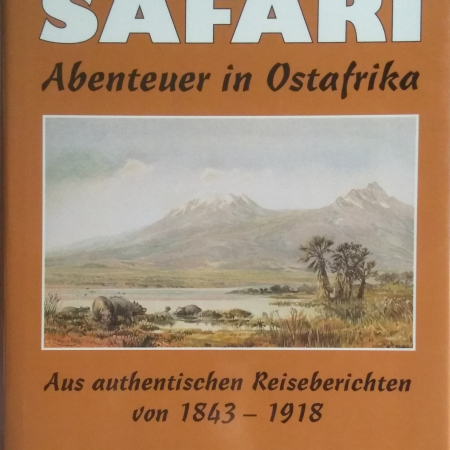 SAFARI
Abenteuer in Ostafrika
Aus authentischen Reiseberichten
von 1843 – 1918